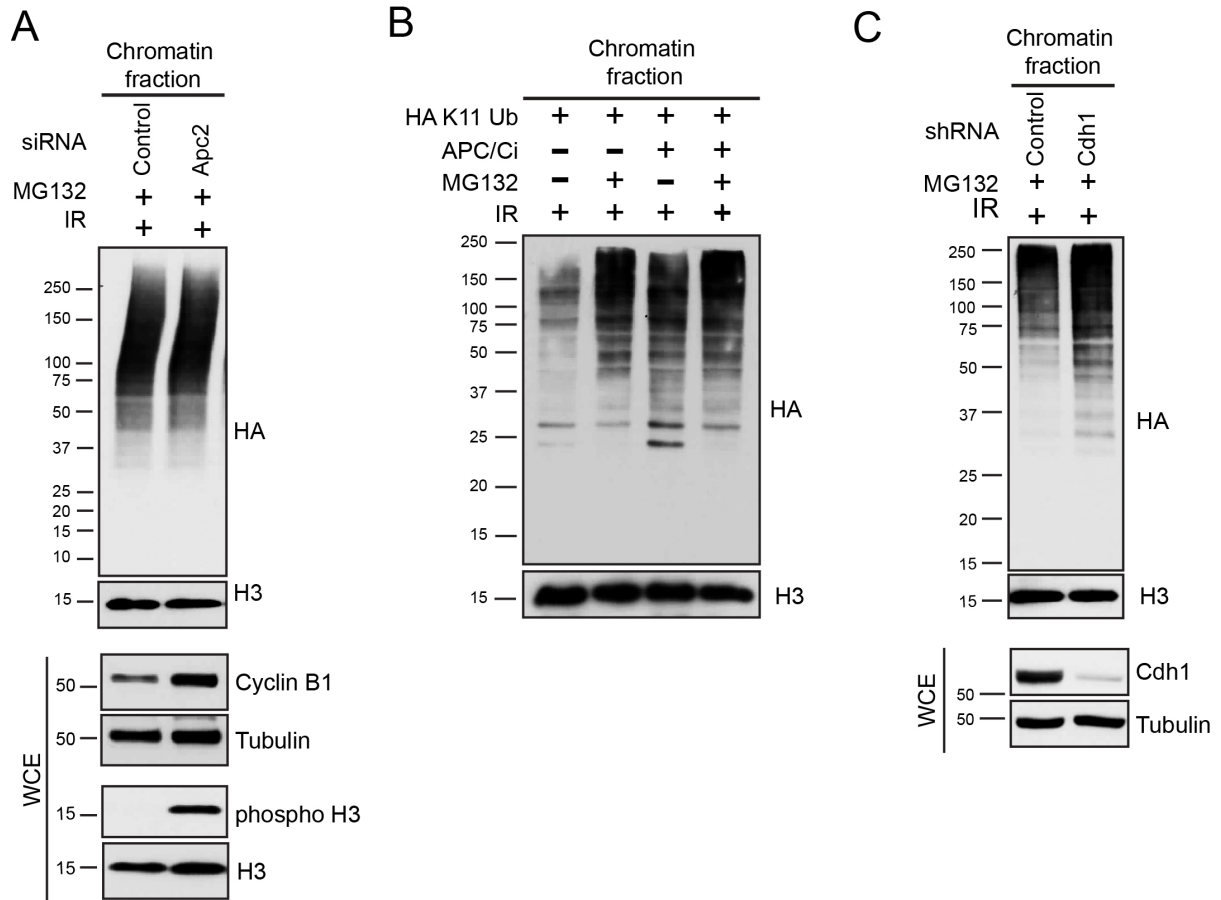 A
Chromatin
fraction
siRNA
Control
Apc2
MG132 + +
IR + +
250
150
100
75
50
37
25
20
15
10
HA
15
H3
WCE
50
Cyclin B1
50
Tubulin
15
phospho H3
15
H3
B
Chromatin
fraction
HA K11 Ub + + + +
APC/Ci - - + +
MG132 - + - +
IR + + + +
250
150
100
75
50
37
25
20
15
HA
15
H3
C
Chromatin
fraction
shRNA
Control
Cdh1
MG132 + +
IR + +
250
150
100
75
50
37
25
20
15
HA
15
H3
WCE
50
Cdh1
50
Tubulin